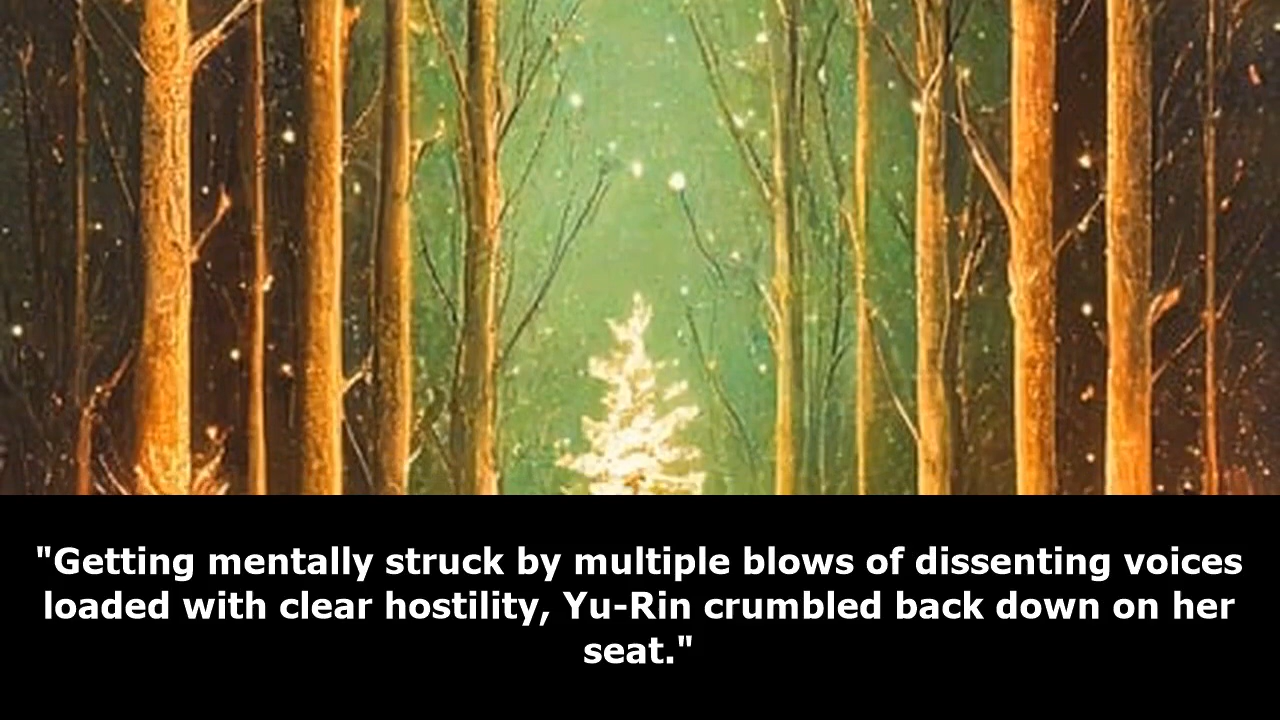 "Getting mentally struck by multiple blows of dissenting voices
loaded with clear hostility, Yu-Rin crumbled back down on her
seat."